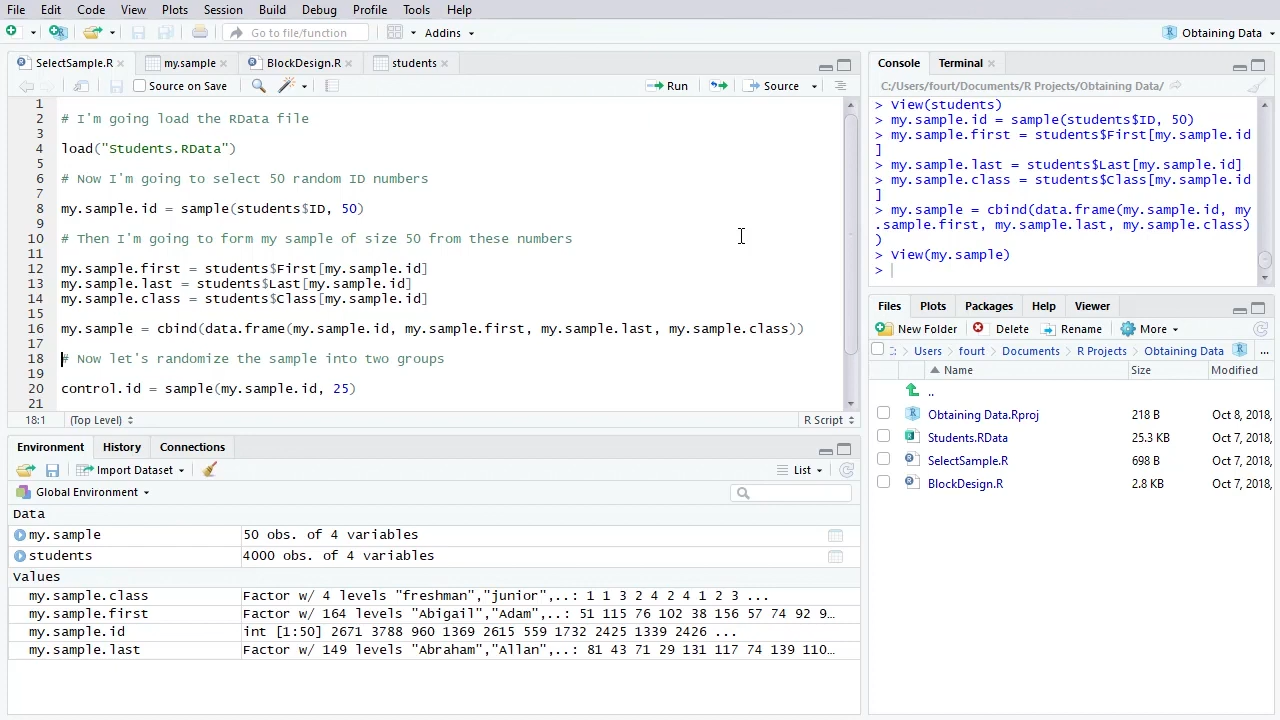 File Edit Code View Plots Session Build Debug Profile Tools Help
Go to file/function Addins Obtaining Data
SelectSample.R my.sample BlockDesign.R students
Source on Save Run Source
1
2 # I'm going load the RData file
3
4 load("Students.RData")
5
6 # Now I'm going to select 50 random ID numbers
7
8 my.sample.id = sample(students$ID, 50)
9
10 # Then I'm going to form my sample of size 50 from these numbers
11
12 my.sample.first = students$First[my.sample.id]
13 my.sample.last = students$Last[my.sample.id]
14 my.sample.class = students$Class[my.sample.id]
15
16 my.sample = cbind(data.frame(my.sample.id, my.sample.first, my.sample.last, my.sample.class))
17
18 # Now let's randomize the sample into two groups
19
20 control.id = sample(my.sample.id, 25)
21
18:1 (Top Level) R Script
Environment History Connections
Import Dataset List
Global Environment
Data
my.sample 50 obs. of 4 variables
students 4000 obs. of 4 variables
Values
my.sample.class Factor w/ 4 levels "freshman","junior",..: 1 1 3 2 4 2 4 1 2 3 ...
my.sample.first Factor w/ 164 levels "Abigail","Adam",..: 51 115 76 102 38 156 57 74 92 9…
my.sample.id int [1:50] 2671 3788 960 1369 2615 559 1732 2425 1339 2426 ...
my.sample.last Factor w/ 149 levels "Abraham","Allan",..: 81 43 71 29 131 117 74 139 110…
Console Terminal
C:/Users/fourt/Documents/R Projects/Obtaining Data/
> View(students)
> my.sample.id = sample(students$ID, 50)
> my.sample.first = students$First[my.sample.id
]
> my.sample.last = students$Last[my.sample.id]
> my.sample.class = students$Class[my.sample.id
]
> my.sample = cbind(data.frame(my.sample.id, my
.sample.first, my.sample.last, my.sample.class)
)
> View(my.sample)
>
Files Plots Packages Help Viewer
New Folder Delete Rename More
C: Users fourt Documents R Projects Obtaining Data ...
Name Size Modified
..
Obtaining Data.Rproj 218 B Oct 8, 2018,
Students.RData 25.3 KB Oct 7, 2018,
SelectSample.R 698 B Oct 7, 2018,
BlockDesign.R 2.8 KB Oct 7, 2018,